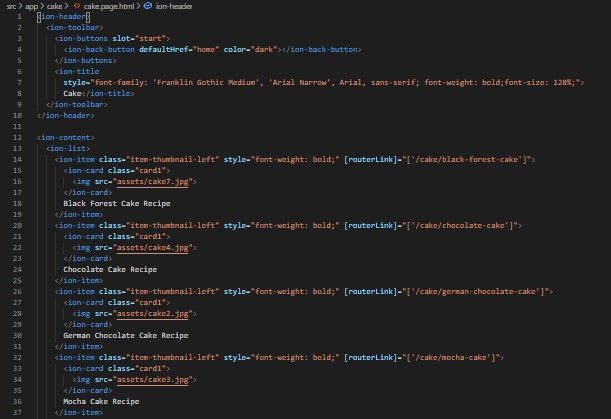 src > app > cake > cake.page.html > ion-header
1 <ion-header>
2 <ion-toolbar>
3 <ion-buttons slot="start">
4 <ion-back-button defaultHref="home" color="dark"></ion-back-button>
5 </ion-buttons>
6 <ion-title
7 style="font-family: 'Franklin Gothic Medium', 'Arial Narrow', Arial, sans-serif; font-weight: bold;font-size: 120%;">
8 Cake</ion-title>
9 </ion-toolbar>
10 </ion-header>
11
12 <ion-content>
13 <ion-list>
14 <ion-item class="item-thumbnail-left" style="font-weight: bold;" [routerLink]="['/cake/black-forest-cake']">
15 <ion-card class="card1">
16 <img src="assets/cake7.jpg">
17 </ion-card>
18 Black Forest Cake Recipe
19 </ion-item>
20 <ion-item class="item-thumbnail-left" style="font-weight: bold;" [routerLink]="['/cake/chocolate-cake']">
21 <ion-card class="card1">
22 <img src="assets/cake4.jpg">
23 </ion-card>
24 Chocolate Cake Recipe
25 </ion-item>
26 <ion-item class="item-thumbnail-left" style="font-weight: bold;" [routerLink]="['/cake/german-chocolate-cake']">
27 <ion-card class="card1">
28 <img src="assets/cake2.jpg">
29 </ion-card>
30 German Chocolate Cake Recipe
31 </ion-item>
32 <ion-item class="item-thumbnail-left" style="font-weight: bold;" [routerLink]="['/cake/mocha-cake']">
33 <ion-card class="card1">
34 <img src="assets/cake3.jpg">
35 </ion-card>
36 Mocha Cake Recipe
37 </ion-item>